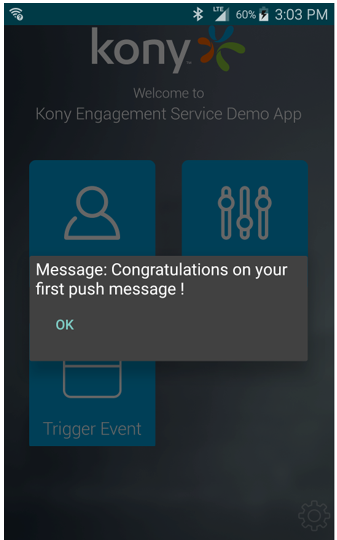 LTE 60% 3:03 PM
kony™
Welcome to
Kony Engagement Service Demo App
Message: Congratulations on your
first push message !
OK
Trigger Event